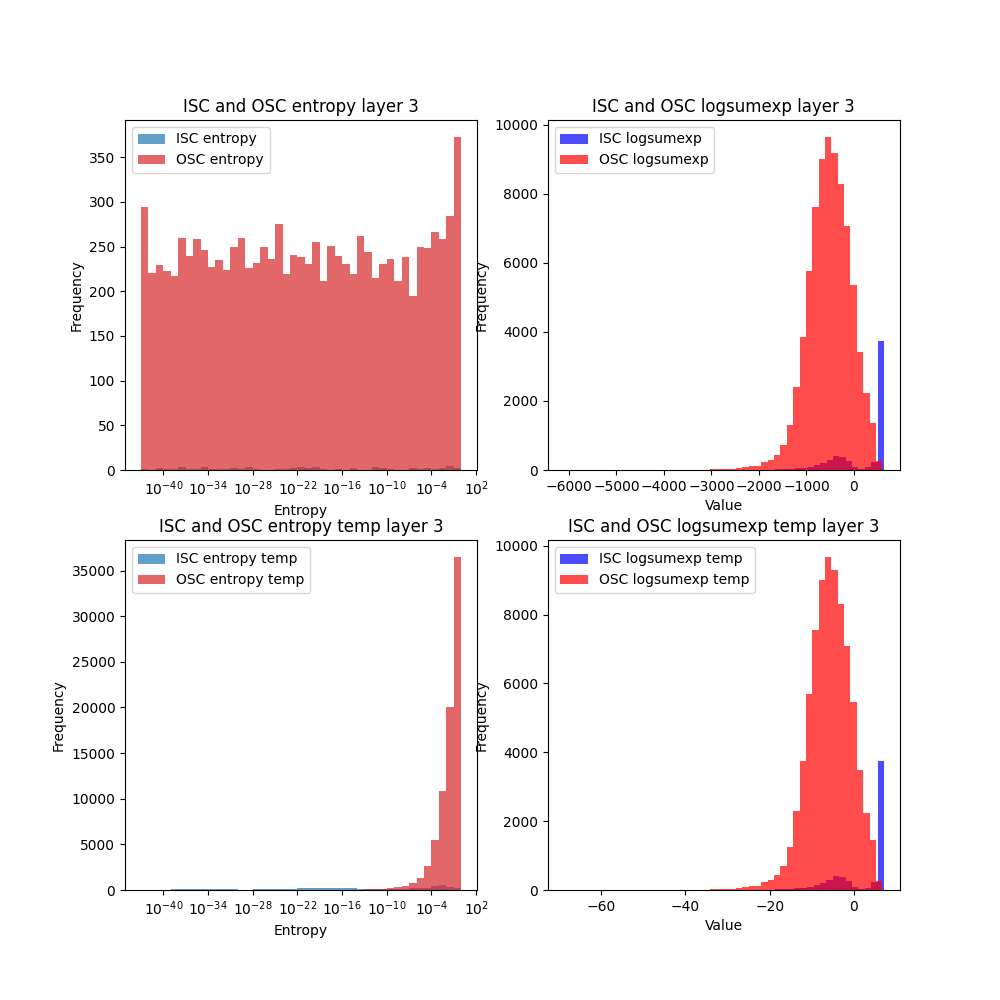 ISC and OSC entropy layer 3
ISC entropy
OSC entropy
Frequency
350
300
250
200
150
100
50
0
10^-40 10^-34 10^-28 10^-22 10^-16 10^-10 10^-4 10^2
Entropy
ISC and OSC logsumexp layer 3
ISC logsumexp
OSC logsumexp
Frequency
10000
8000
6000
4000
2000
0
−6000 −5000 −4000 −3000 −2000 −1000 0
Value
ISC and OSC entropy temp layer 3
ISC entropy temp
OSC entropy temp
Frequency
35000
30000
25000
20000
15000
10000
5000
0
10^-40 10^-34 10^-28 10^-22 10^-16 10^-10 10^-4 10^2
Entropy
ISC and OSC logsumexp temp layer 3
ISC logsumexp temp
OSC logsumexp temp
Frequency
10000
8000
6000
4000
2000
0
−60 −40 −20 0
Value